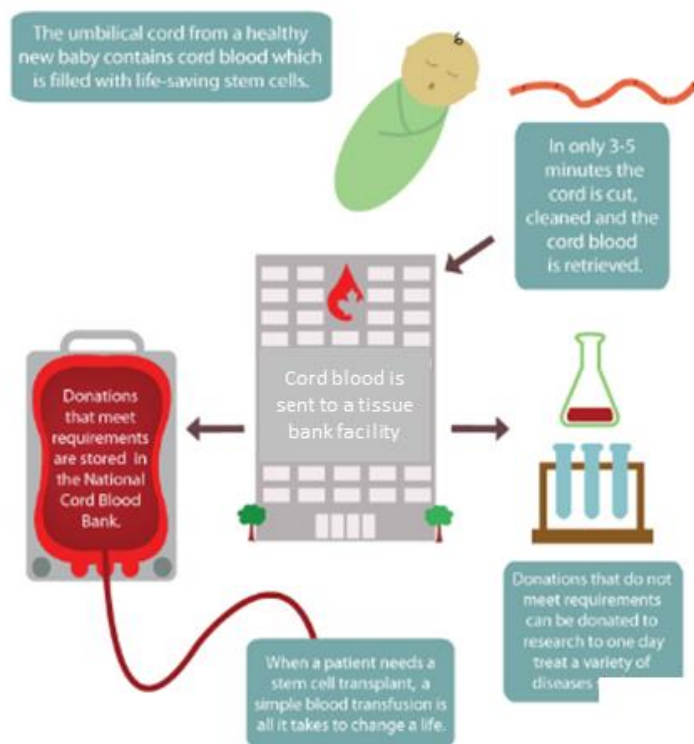 The umbilical cord from a healthy
new baby contains cord blood which
is filled with life-saving stem cells.
In only 3-5
minutes the
cord is cut,
cleaned and the
cord blood
is retrieved.
Cord blood is
sent to a tissue
bank facility
Donations
that meet
requirements
are stored in
the National
Cord Blood
Bank.
Donations that do not
meet requirements
can be donated to
research to one day
treat a variety of
diseases
When a patient needs a
stem cell transplant, a
simple blood transfusion is
all it takes to change a life.